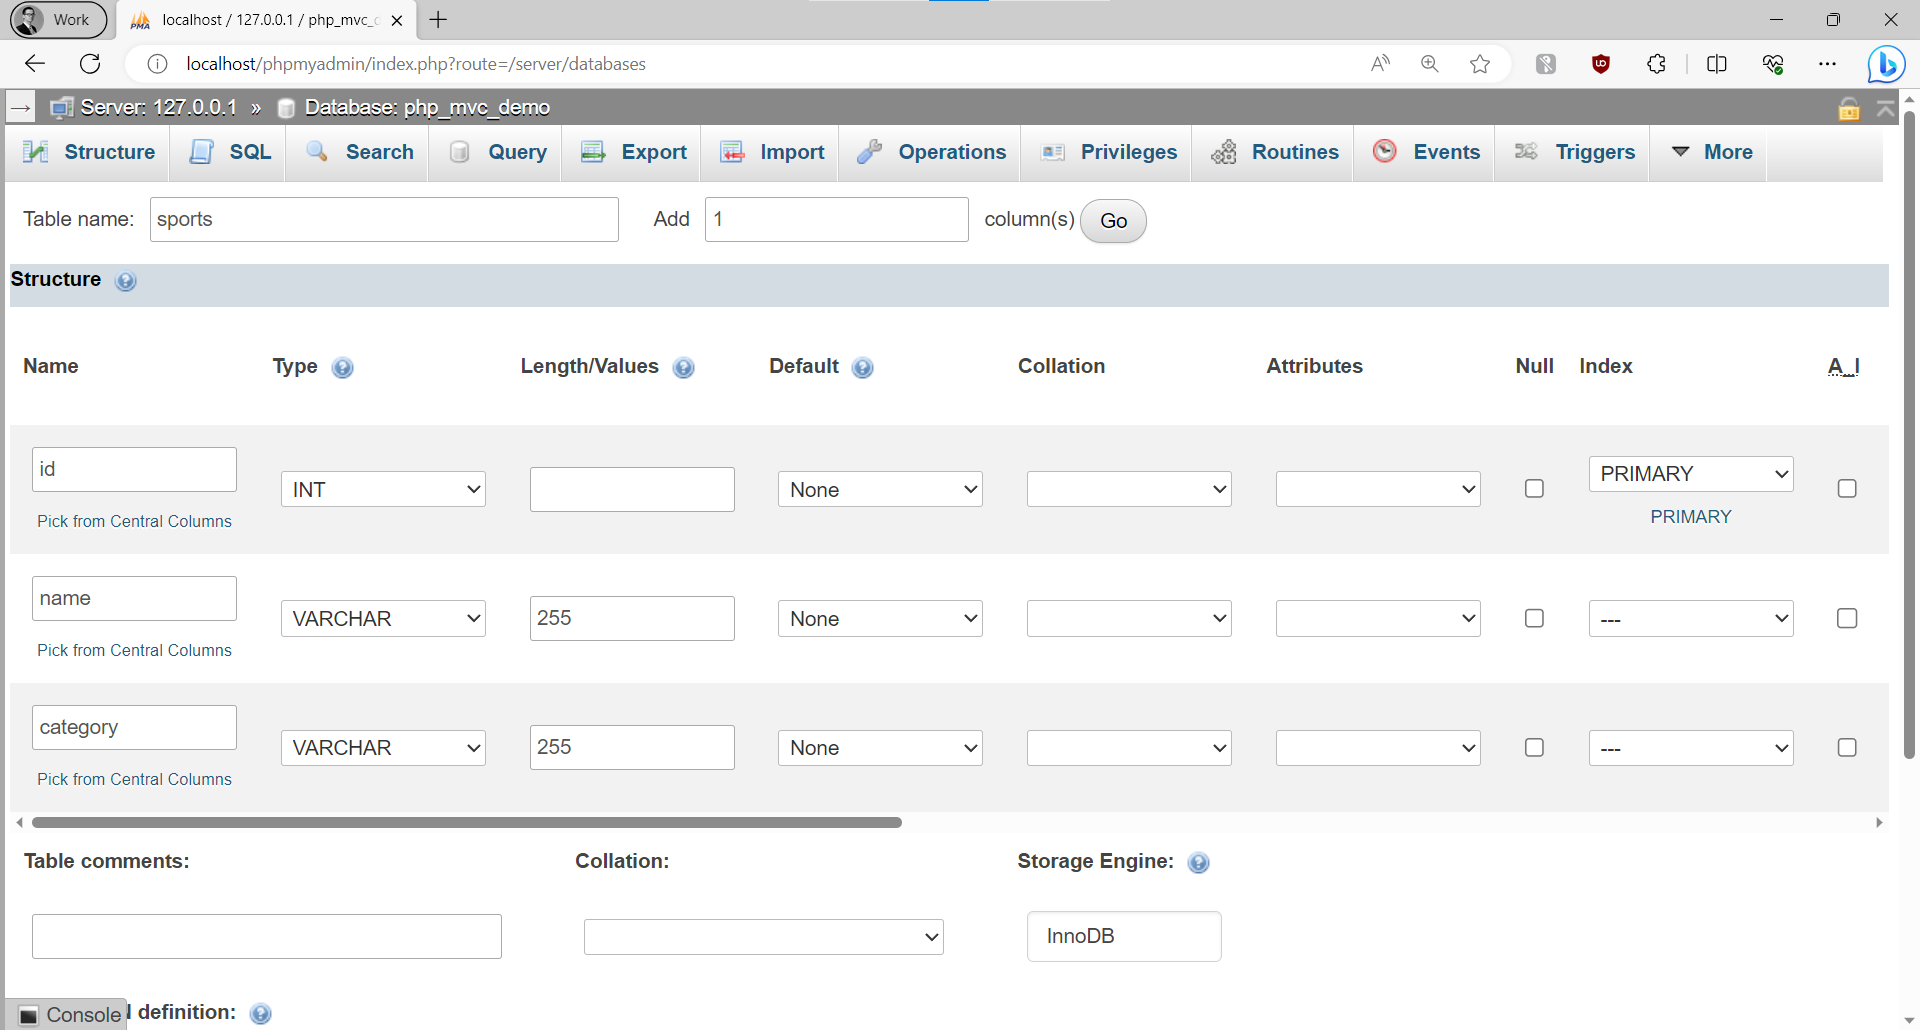 Work
localhost / 127.0.0.1 / php_mvc_d
localhost/phpmyadmin/index.php?route=/server/databases
Server: 127.0.0.1 » Database: php_mvc_demo
Structure SQL Search Query Export Import Operations Privileges Routines Events Triggers More
Table name: sports Add 1 column(s) Go
Structure
Name Type Length/Values Default Collation Attributes Null Index A_I
id INT None PRIMARY
Pick from Central Columns PRIMARY
name VARCHAR 255 None ---
Pick from Central Columns
category VARCHAR 255 None ---
Pick from Central Columns
Table comments: Collation: Storage Engine:
InnoDB
Console definition: